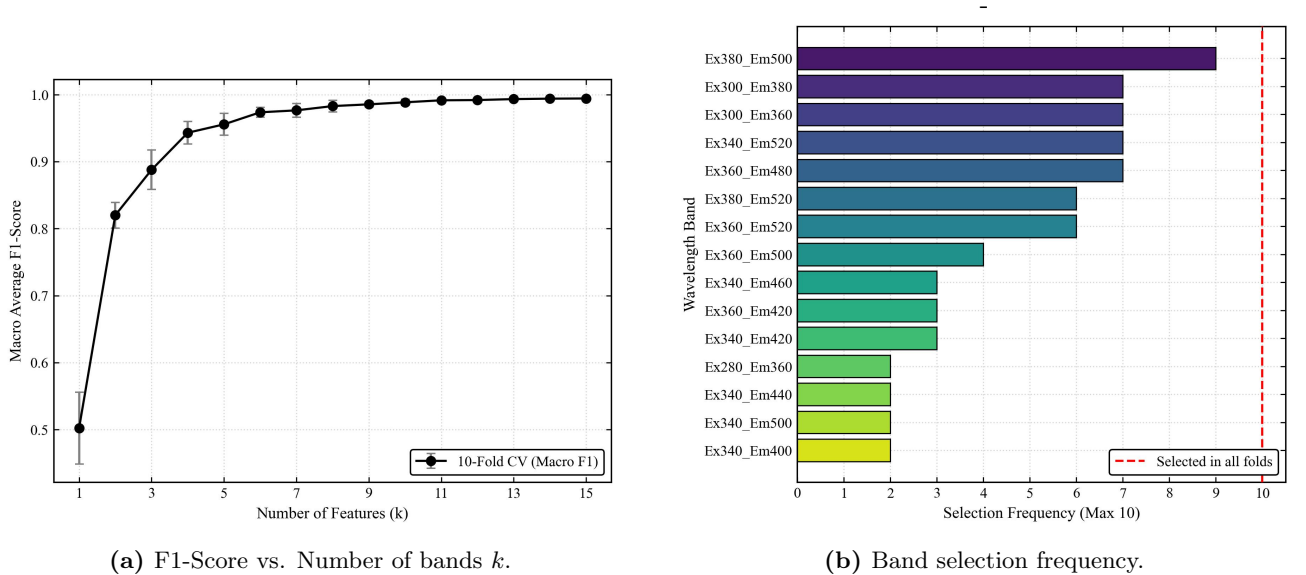 1.0
0.9
0.8
0.7
0.6
0.5
Macro Average F1-Score
10-Fold CV (Macro F1)
1 3 5 7 9 11 13 15
Number of Features (k)
(a) F1-Score vs. Number of bands k.
Wavelength Band
Ex380_Em500
Ex300_Em380
Ex300_Em360
Ex340_Em520
Ex360_Em480
Ex380_Em520
Ex360_Em520
Ex360_Em500
Ex340_Em460
Ex360_Em420
Ex340_Em420
Ex280_Em360
Ex340_Em440
Ex340_Em500
Ex340_Em400
Selected in all folds
0 1 2 3 4 5 6 7 8 9 10
Selection Frequency (Max 10)
(b) Band selection frequency.